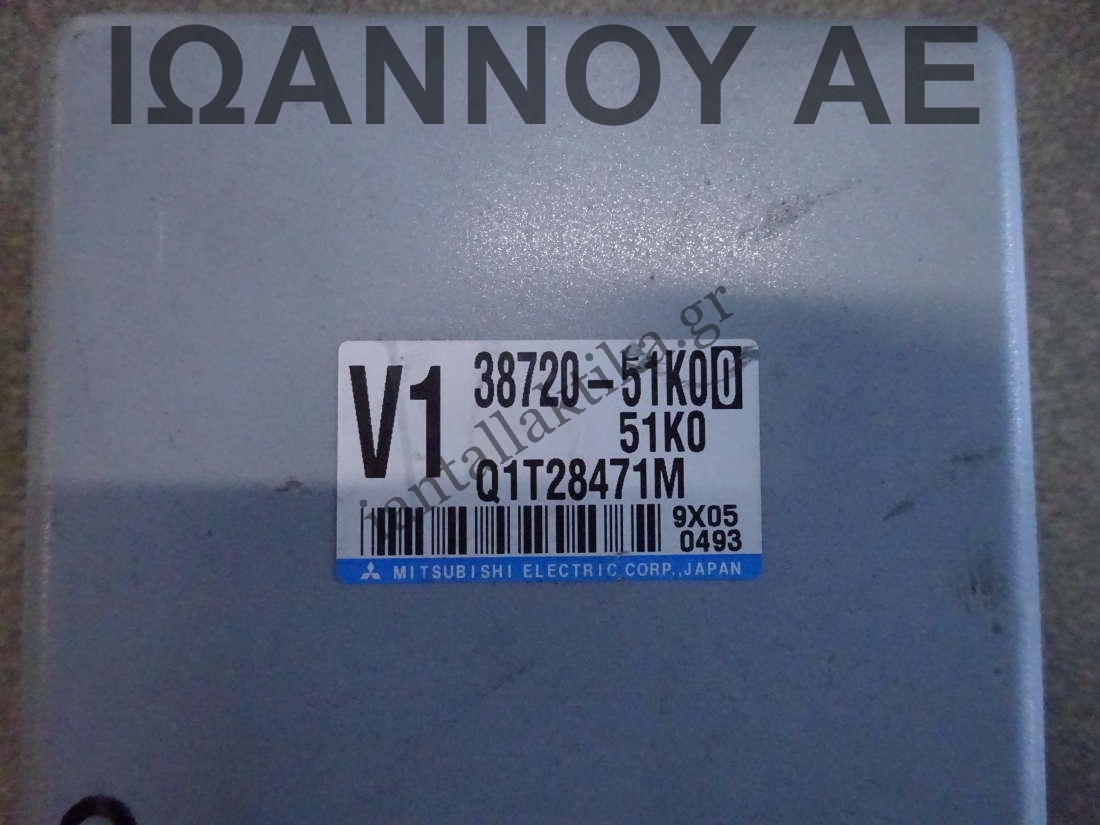 ΙΩΑΝΝΟΥ ΑΕ
iantallaktika.gr
V1 38720-51K00
51K0
Q1T28471M
9X05
0493
MITSUBISHI ELECTRIC CORP., JAPAN